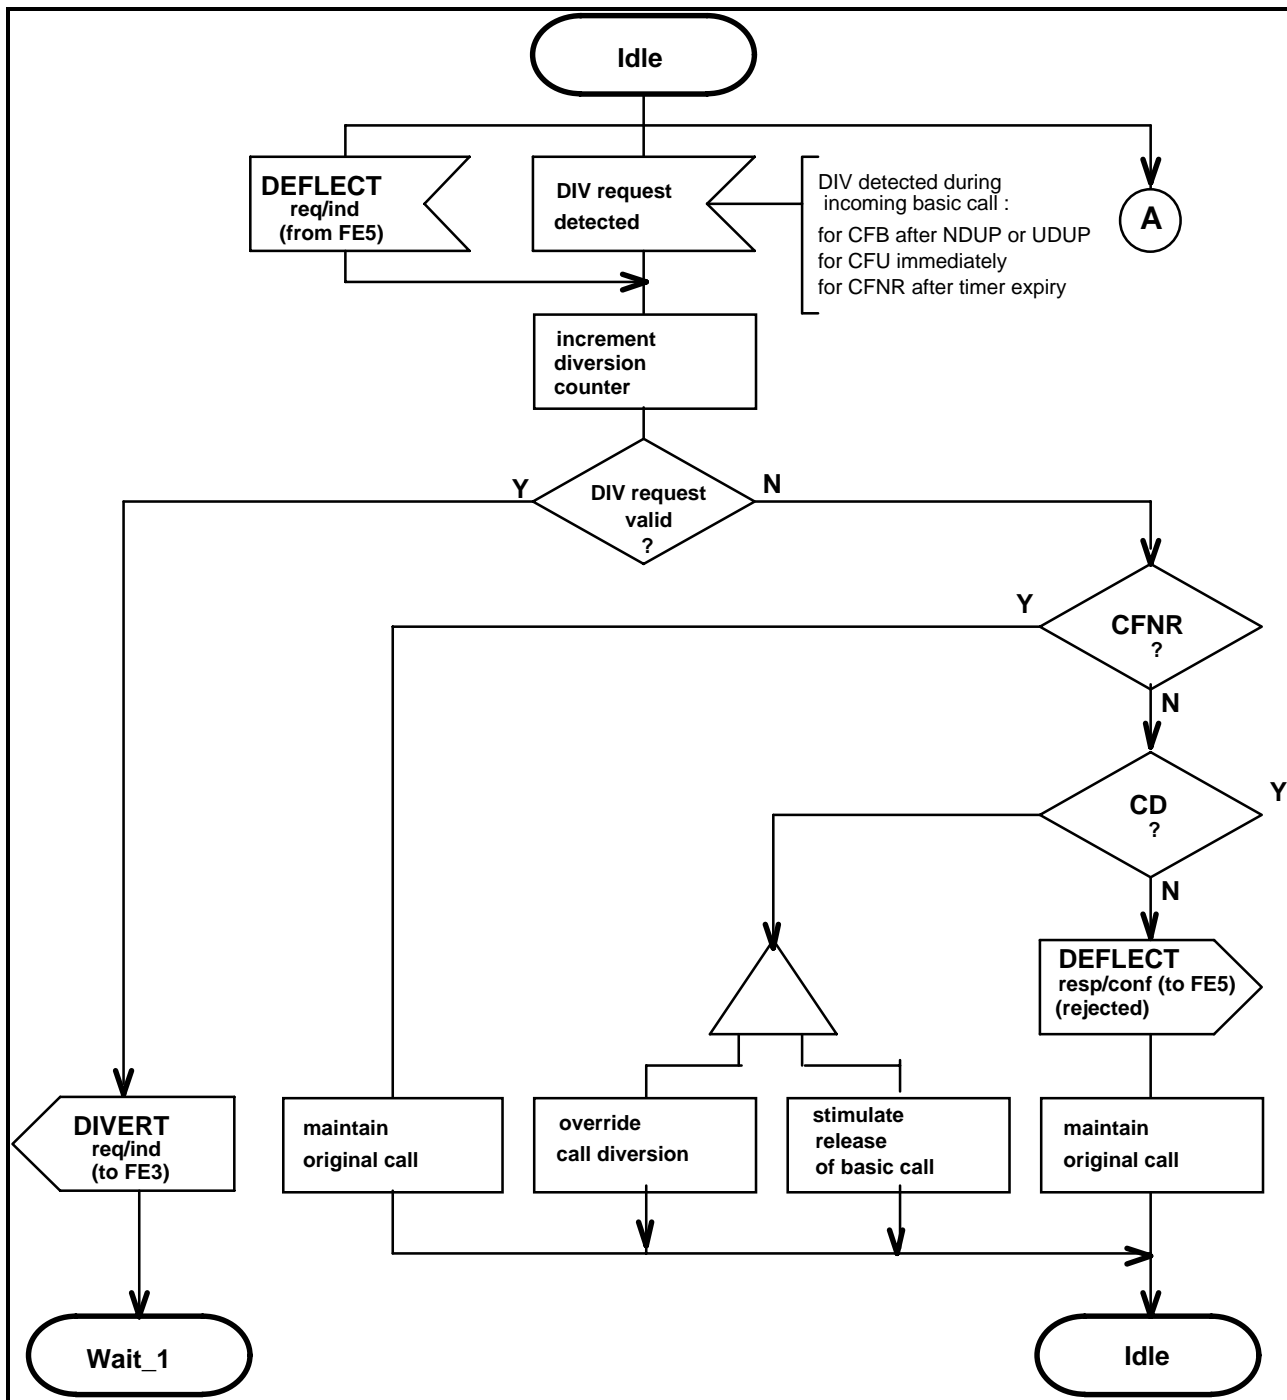 Idle
DEFLECT
req/ind
(from FE5)
DIV request
detected
DIV detected during
incoming basic call :
for CFB after NDUP or UDUP
for CFU immediately
for CFNR after timer expiry
A
increment
diversion
counter
Y
DIV request
valid
?
N
Y
CFNR
?
N
CD
?
Y
N
DEFLECT
resp/conf (to FE5)
(rejected)
DIVERT
req/ind
(to FE3)
maintain
original call
override
call diversion
stimulate
release
of basic call
maintain
original call
Wait_1
Idle